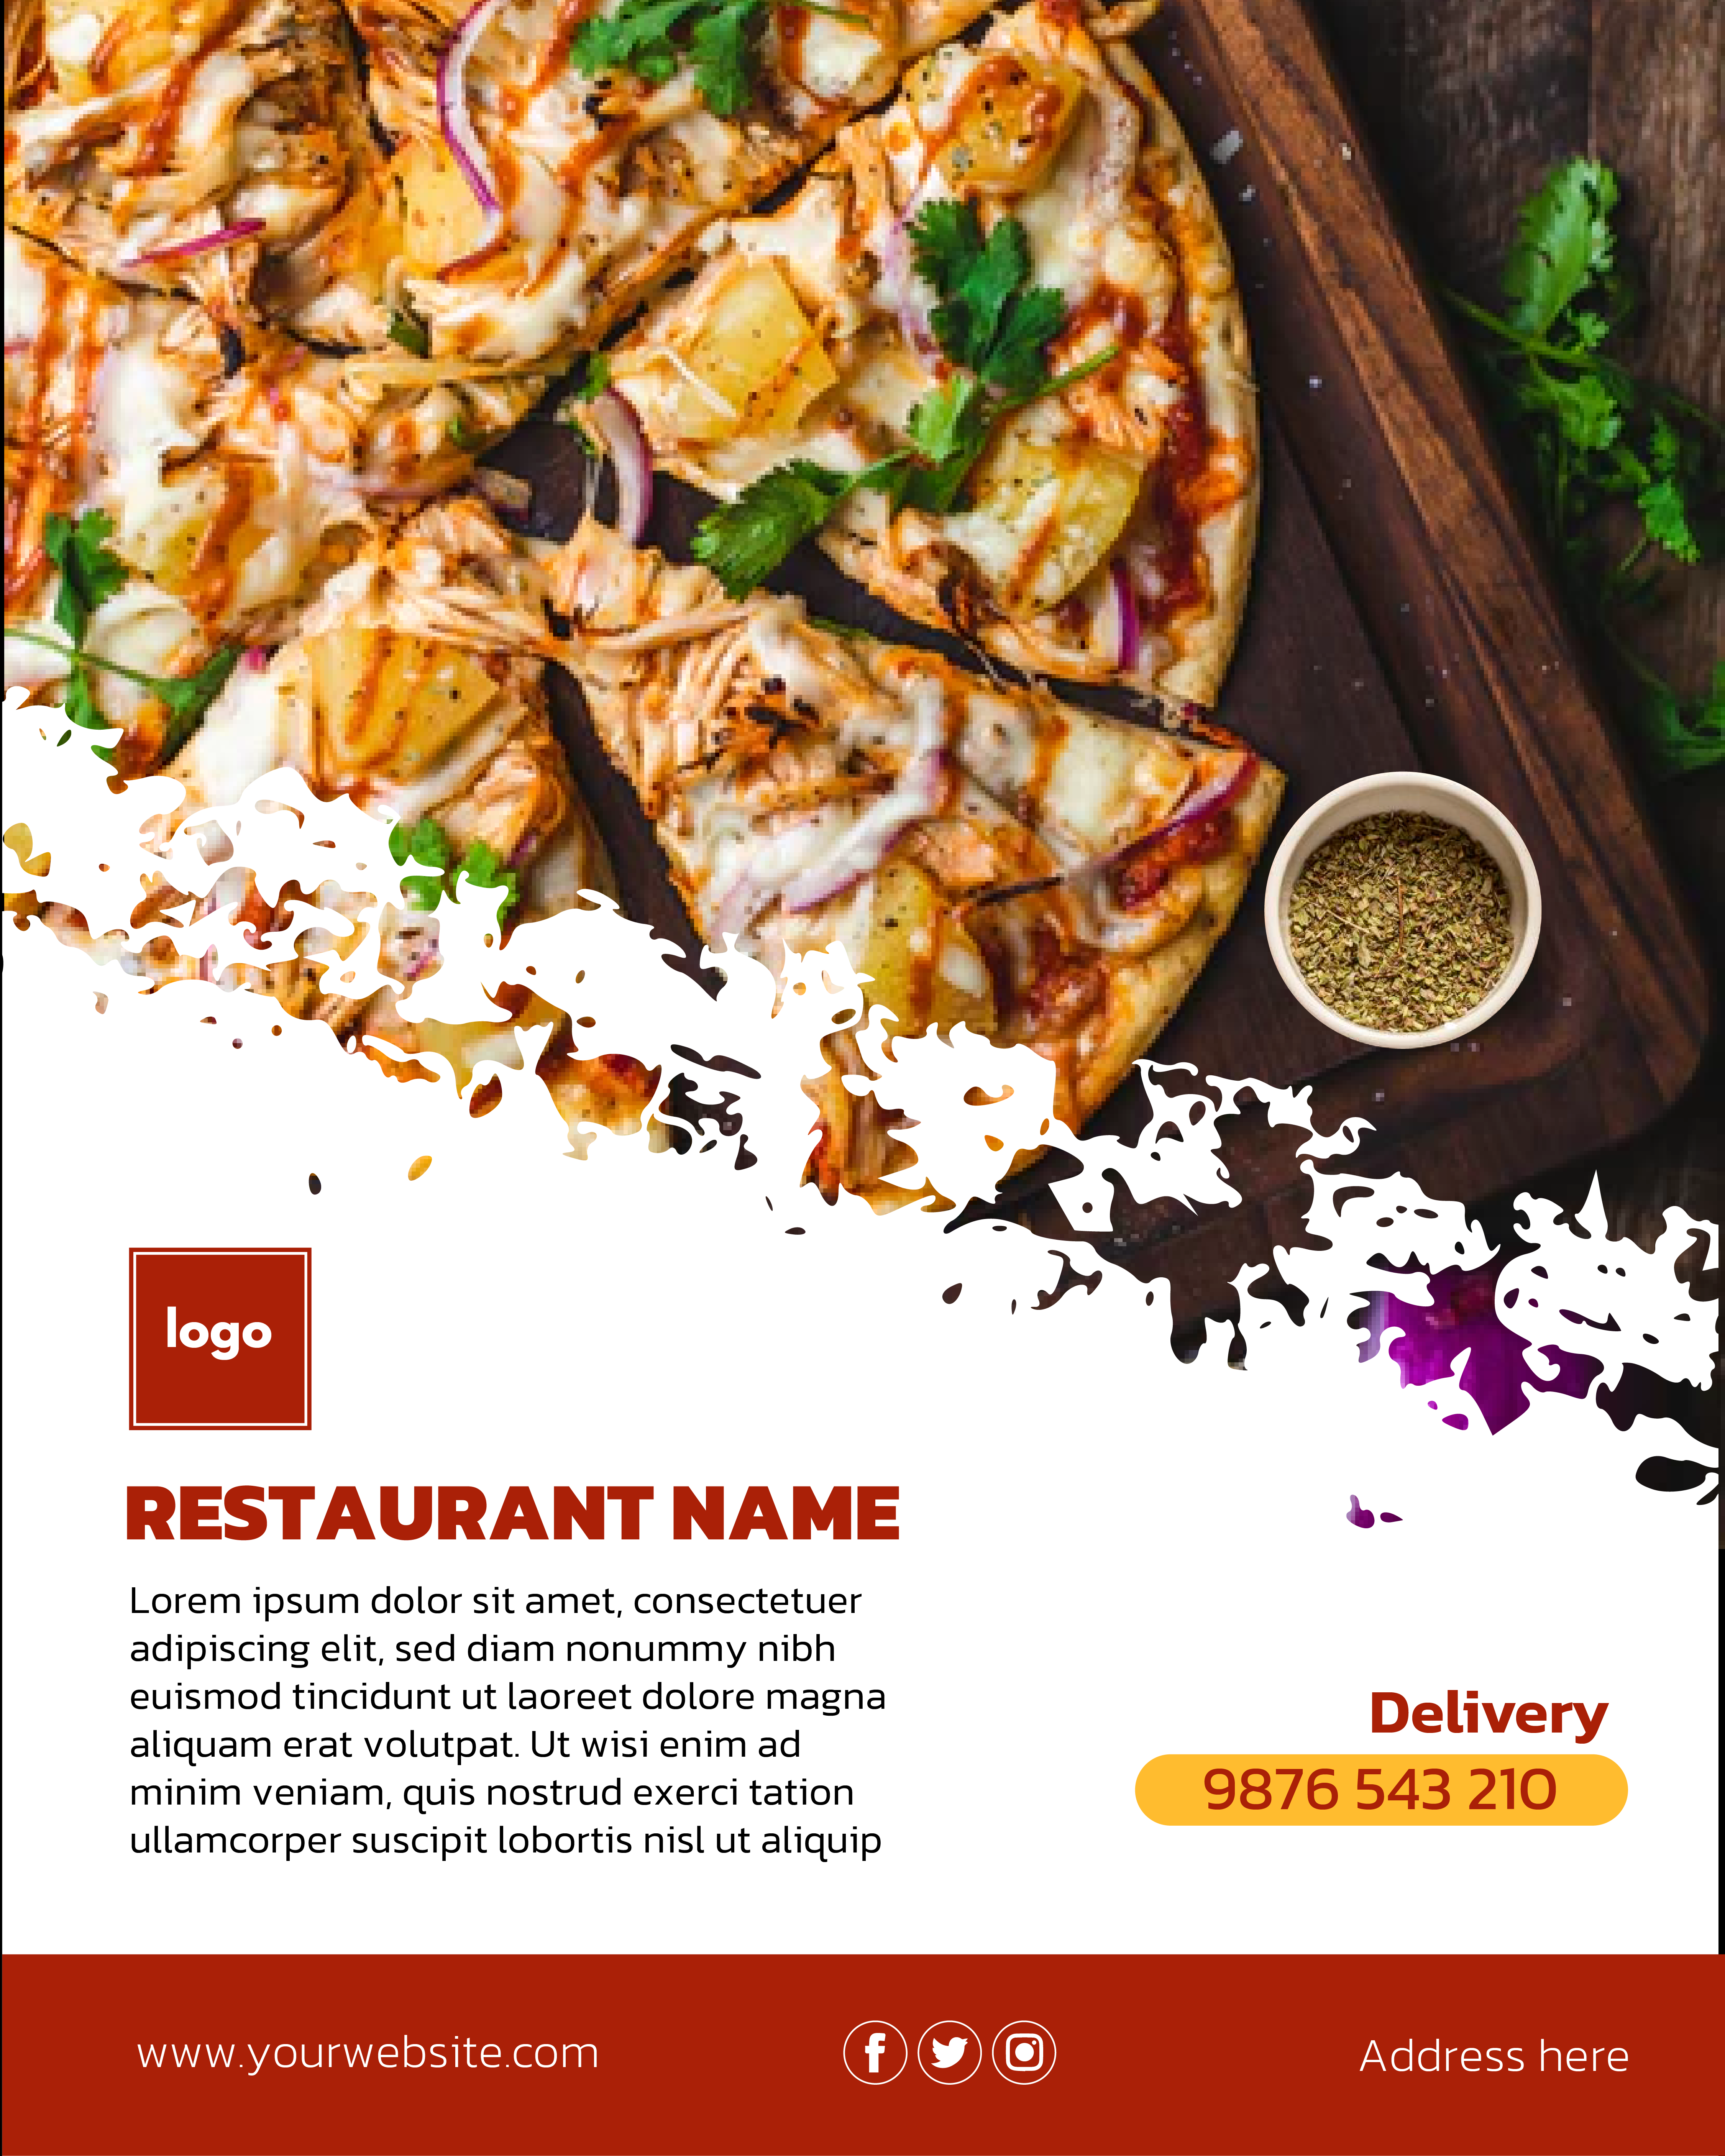 logo
RESTAURANT NAME
Lorem ipsum dolor sit amet, consectetuer
adipiscing elit, sed diam nonummy nibh
euismod tincidunt ut laoreet dolore magna
aliquam erat volutpat. Ut wisi enim ad
minim veniam, quis nostrud exerci tation
ullamcorper suscipit lobortis nisl ut aliquip
Delivery
9876 543 210
www.yourwebsite.com
Address here